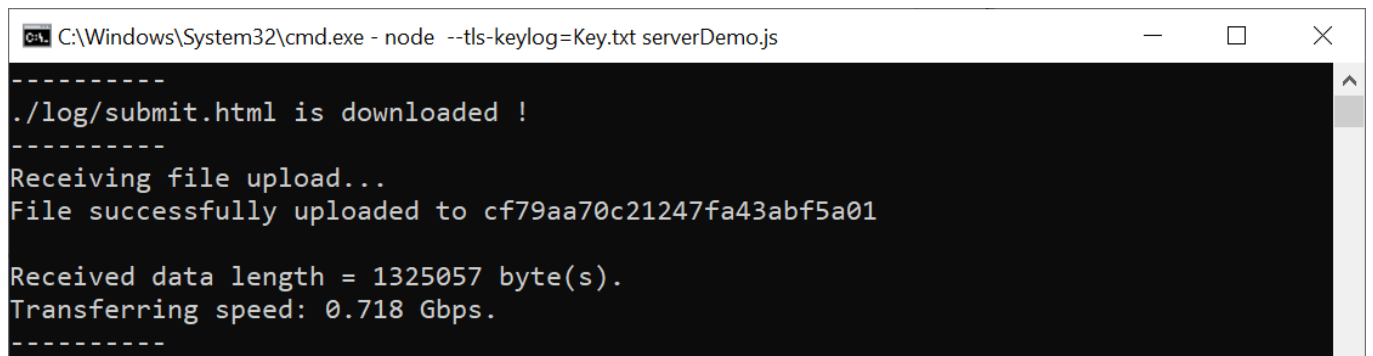 C:\Windows\System32\cmd.exe - node  --tls-keylog=Key.txt serverDemo.js
----------
./log/submit.html is downloaded !
----------
Receiving file upload...
File successfully uploaded to cf79aa70c21247fa43abf5a01

Received data length = 1325057 byte(s).
Transferring speed: 0.718 Gbps.
----------